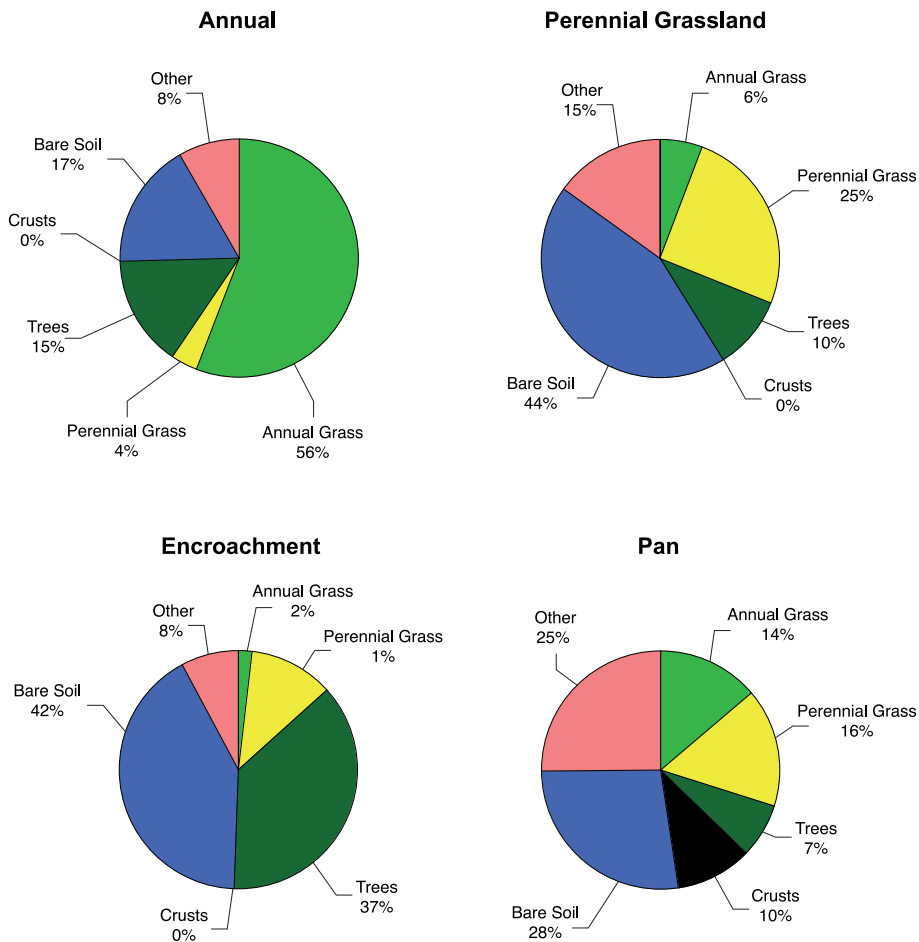 Annual
Other
8%
Bare Soil
17%
Crusts
0%
Trees
15%
Perennial Grass
4%
Annual Grass
56%
Perennial Grassland
Annual Grass
6%
Other
15%
Perennial Grass
25%
Trees
10%
Bare Soil
44%
Crusts
0%
Encroachment
Annual Grass
2%
Other
8%
Perennial Grass
1%
Bare Soil
42%
Trees
37%
Crusts
0%
Pan
Other
25%
Annual Grass
14%
Perennial Grass
16%
Trees
7%
Crusts
10%
Bare Soil
28%